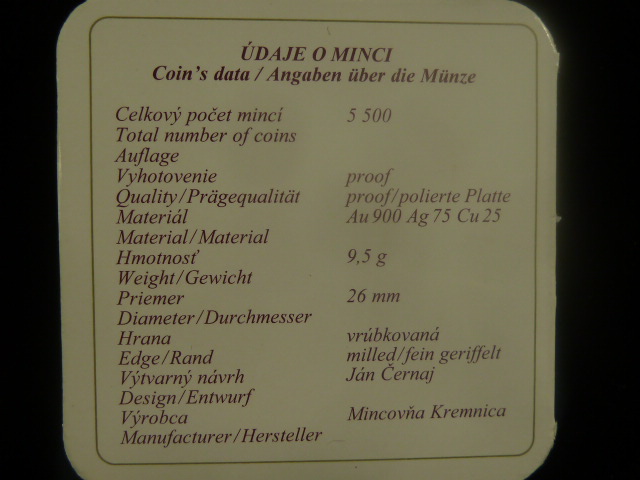 ÚDAJE O MINCI
Coin's data / Angaben über die Münze
Celkový počet mincí 5 500
Total number of coins
Auflage
Vyhotovenie proof
Quality/Prägequalität proof/polierte Platte
Materiál Au 900 Ag 75 Cu 25
Material/Material
Hmotnosť 9,5 g
Weight/Gewicht
Priemer 26 mm
Diameter/Durchmesser
Hrana vrúbkovaná
Edge/Rand milled/fein geriffelt
Výtvarný návrh Ján Černaj
Design/Entwurf
Výrobca Mincovňa Kremnica
Manufacturer/Hersteller